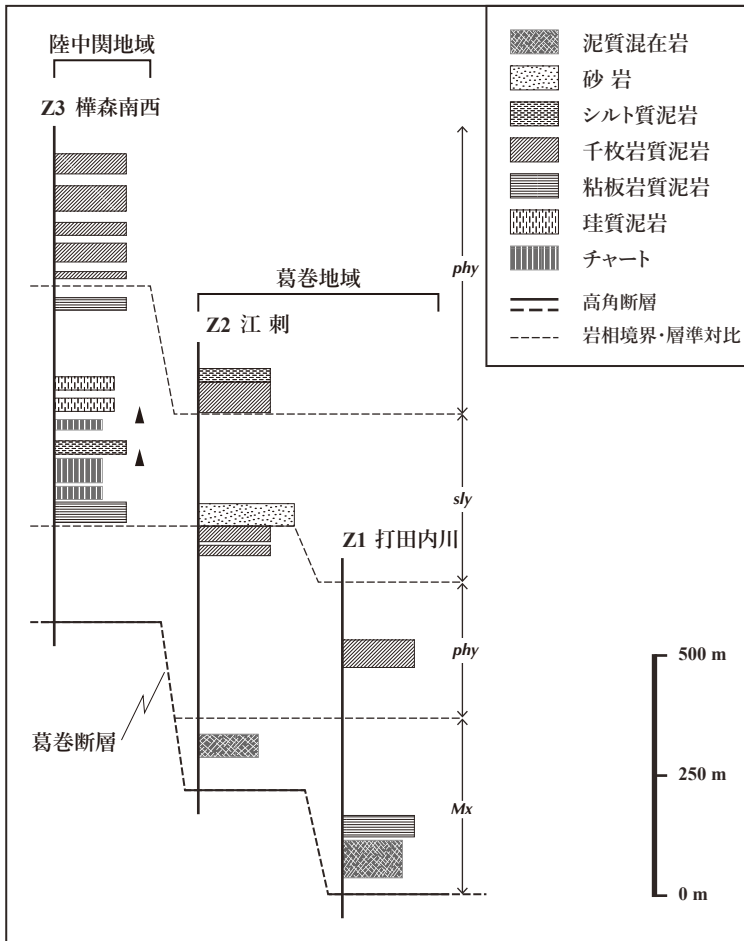 陸中関地域
Z3 樺森南西
葛巻地域
Z2 江 刺
Z1 打田内川
葛巻断層
phy
sly
phy
Mx
泥質混在岩
砂 岩
シルト質泥岩
千枚岩質泥岩
粘板岩質泥岩
珪質泥岩
チャート
高角断層
岩相境界・層準対比
500 m
250 m
0 m